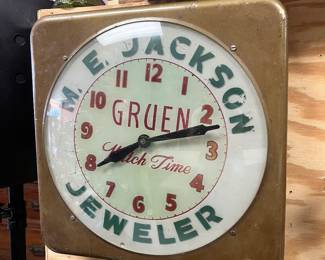 M. E. JACKSON
12
11 1
10 2
GRUEN
9 3
Watch Time
8 4
7 5
6
JEWELER